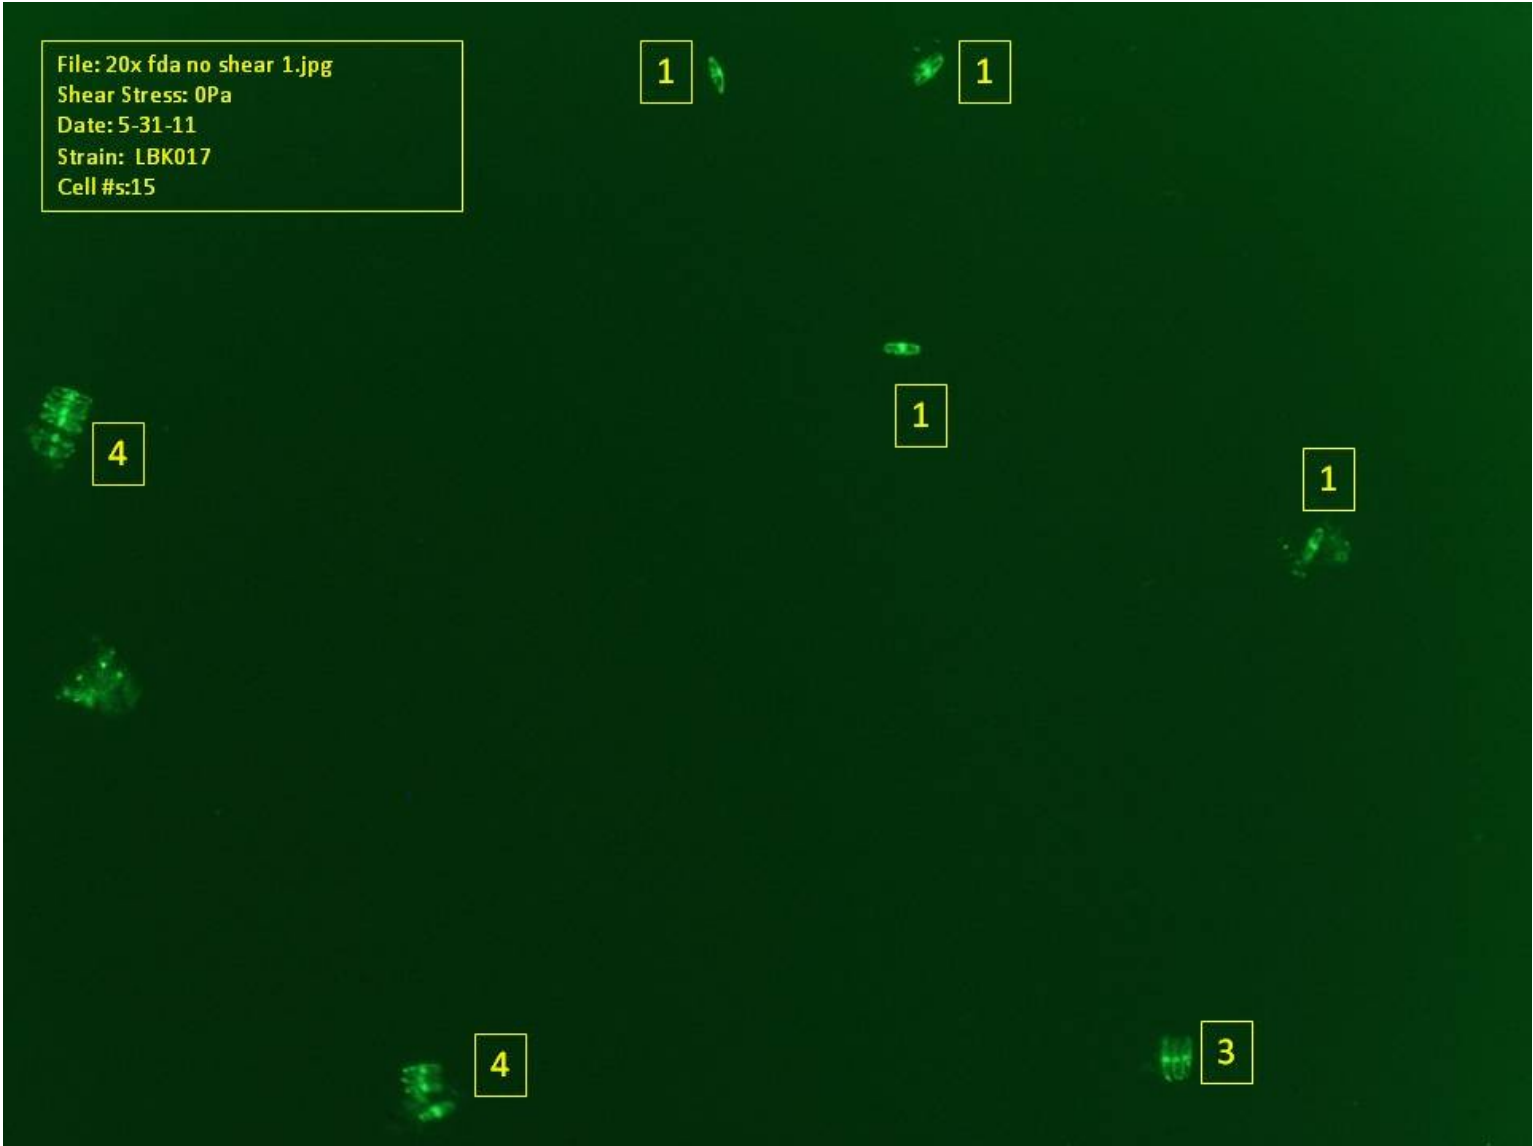 File: 20x fda no shear 1.jpg
Shear Stress: 0Pa
Date: 5-31-11
Strain: LBK017
Cell #s:15
1
1
1
4
1
4
3